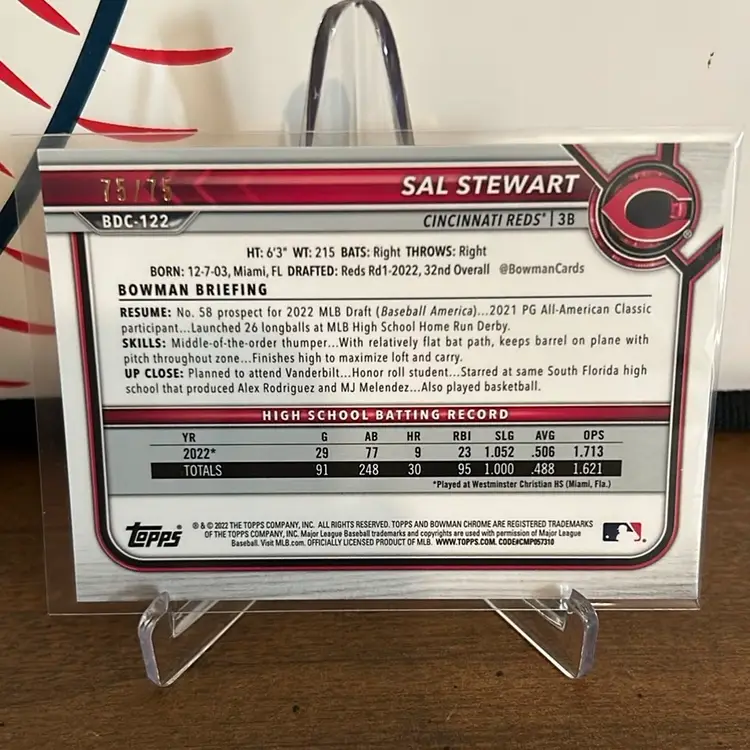 75/75
SAL STEWART
BDC-122
CINCINNATI REDS® | 3B
HT: 6'3" WT: 215 BATS: Right THROWS: Right
BORN: 12-7-03, Miami, FL DRAFTED: Reds Rd1-2022, 32nd Overall @BowmanCards
BOWMAN BRIEFING
RESUME: No. 58 prospect for 2022 MLB Draft (Baseball America)...2021 PG All-American Classic
participant...Launched 26 longballs at MLB High School Home Run Derby.
SKILLS: Middle-of-the-order thumper...With relatively flat bat path, keeps barrel on plane with
pitch throughout zone...Finishes high to maximize loft and carry.
UP CLOSE: Planned to attend Vanderbilt...Honor roll student...Starred at same South Florida high
school that produced Alex Rodriguez and MJ Melendez...Also played basketball.
HIGH SCHOOL BATTING RECORD
YR G AB HR RBI SLG AVG OPS
2022* 29 77 9 23 1.052 .506 1.713
TOTALS 91 248 30 95 1.000 .488 1.621
*Played at Westminster Christian HS (Miami, Fla.)
Topps®
® & © 2022 THE TOPPS COMPANY, INC. ALL RIGHTS RESERVED. TOPPS AND BOWMAN CHROME ARE REGISTERED TRADEMARKS
OF THE TOPPS COMPANY, INC. Major League Baseball trademarks and copyrights are used with permission of Major League
Baseball. Visit MLB.com. OFFICIALLY LICENSED PRODUCT OF MLB. WWW.TOPPS.COM. CODE#CMP057310